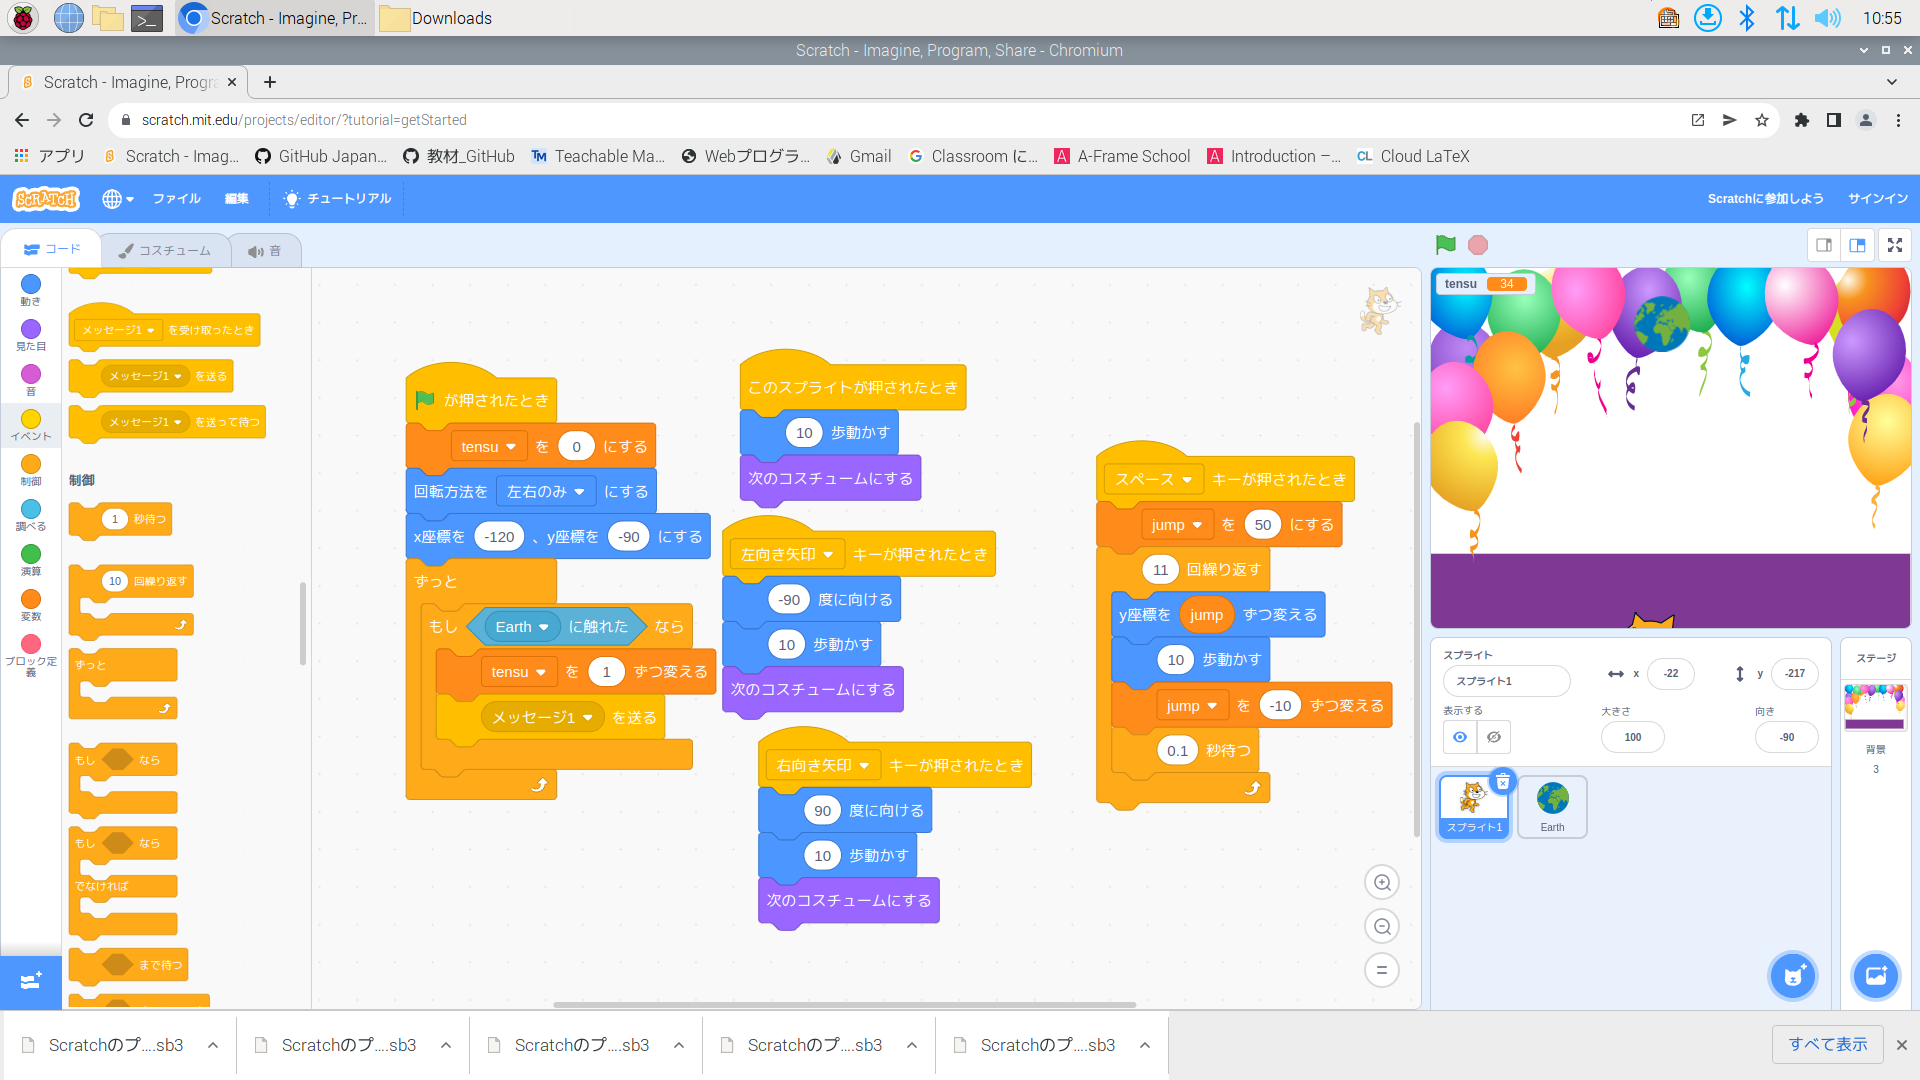 Scratch - Imagine, Pr...
Downloads
10:55
Scratch - Imagine, Program, Share - Chromium
Scratch - Imagine, Progra
scratch.mit.edu/projects/editor/?tutorial=getStarted
アプリ
Scratch - Imag...
GitHub Japan...
教材_GitHub
Teachable Ma...
Webプログラ...
Gmail
Classroom に...
A-Frame School
Introduction –...
Cloud LaTeX
SCRATCH
ファイル
編集
チュートリアル
Scratchに参加しよう
サインイン
コード
コスチューム
音
動き
見た目
音
イベント
制御
調べる
演算
変数
ブロック定義
メッセージ1 を受け取ったとき
メッセージ1 を送る
メッセージ1 を送って待つ
制御
1 秒待つ
10 回繰り返す
ずっと
もし なら
もし なら
でなければ
まで待つ
が押されたとき
tensu を 0 にする
回転方法を 左右のみ にする
x座標を -120 、y座標を -90 にする
ずっと
もし Earth に触れた なら
tensu を 1 ずつ変える
メッセージ1 を送る
このスプライトが押されたとき
10 歩動かす
次のコスチュームにする
左向き矢印 キーが押されたとき
-90 度に向ける
10 歩動かす
次のコスチュームにする
右向き矢印 キーが押されたとき
90 度に向ける
10 歩動かす
次のコスチュームにする
スペース キーが押されたとき
jump を 50 にする
11 回繰り返す
y座標を jump ずつ変える
10 歩動かす
jump を -10 ずつ変える
0.1 秒待つ
tensu 34
スプライト
スプライト1
x -22
y -217
表示する
大きさ
100
向き
-90
スプライト1
Earth
ステージ
背景
3
Scratchのプ....sb3
Scratchのプ....sb3
Scratchのプ....sb3
Scratchのプ....sb3
Scratchのプ....sb3
すべて表示